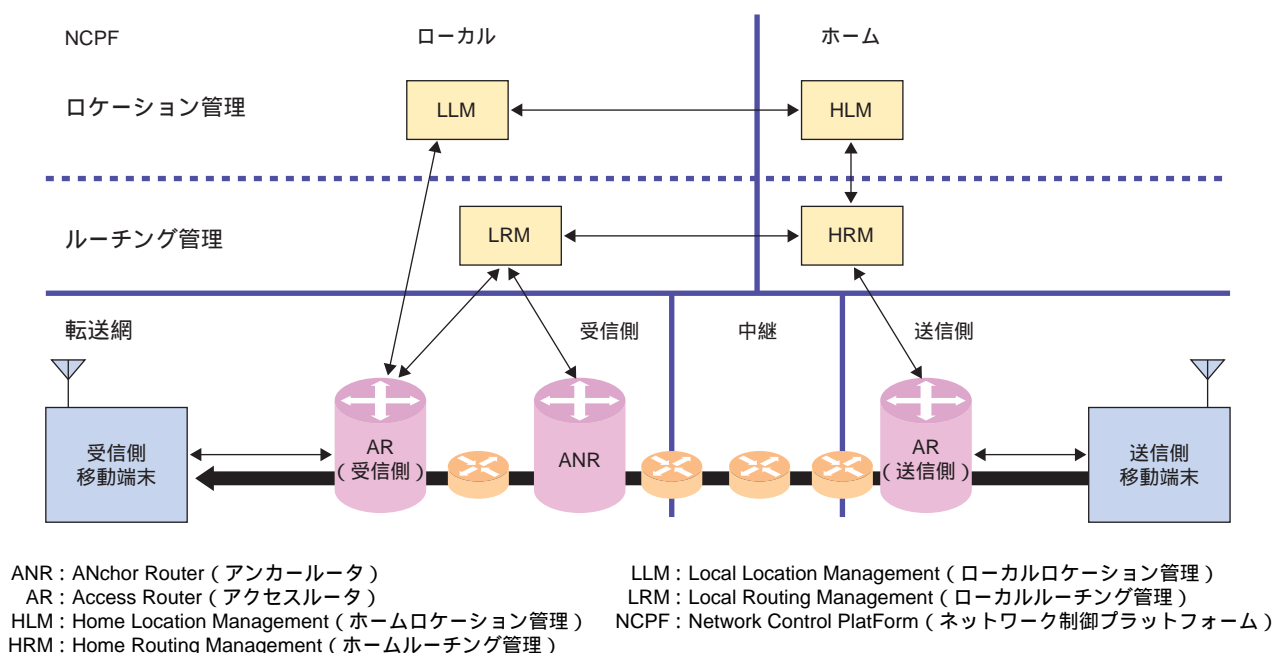 NCPF
ローカル
ホーム
ロケーション管理
LLM
HLM
ルーチング管理
LRM
HRM
転送網
受信側
中継
送信側
受信側
移動端末
AR
(受信側)
ANR
AR
(送信側)
送信側
移動端末
ANR : ANchor Router(アンカールータ)
AR : Access Router(アクセスルータ)
HLM : Home Location Management(ホームロケーション管理)
HRM : Home Routing Management(ホームルーチング管理)
LLM : Local Location Management(ローカルロケーション管理)
LRM : Local Routing Management(ローカルルーチング管理)
NCPF : Network Control PlatForm(ネットワーク制御プラットフォーム)